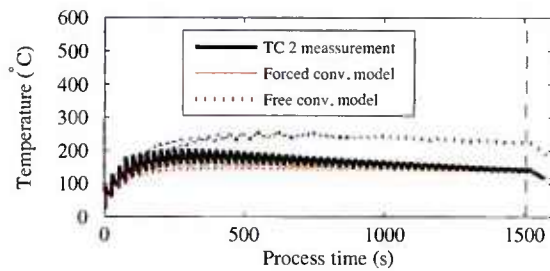 600
500
400
300
200
100
0
Temperature (°C)
TC 2 meassurement
Forced conv. model
Free conv. model
0 500 1000 1500
Process time (s)